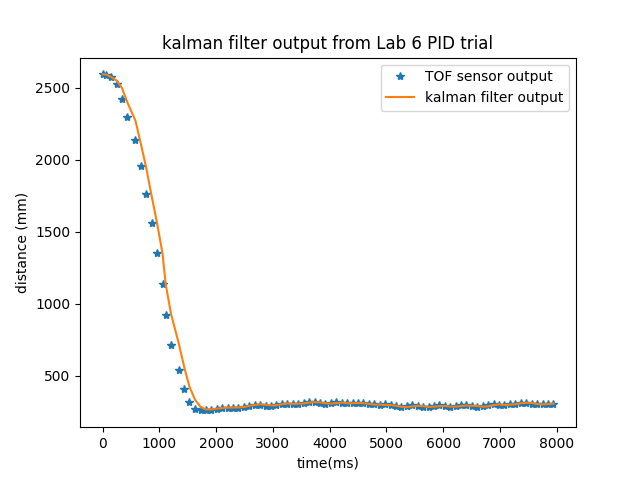 kalman filter output from Lab 6 PID trial
TOF sensor output
kalman filter output
distance (mm)
2500
2000
1500
1000
500
0 1000 2000 3000 4000 5000 6000 7000 8000
time(ms)